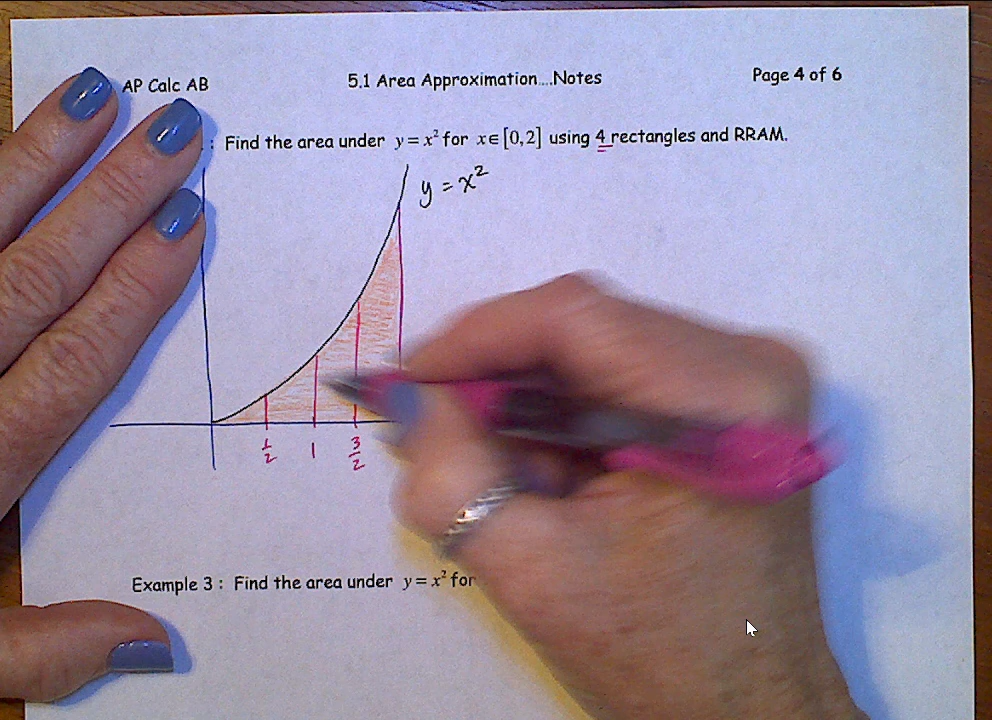 AP Calc AB 5.1 Area Approximation....Notes Page 4 of 6
: Find the area under y = x² for x ∈ [0,2] using 4 rectangles and RRAM.
y = x²
1/2 1 3/2
Example 3 : Find the area under y = x² for